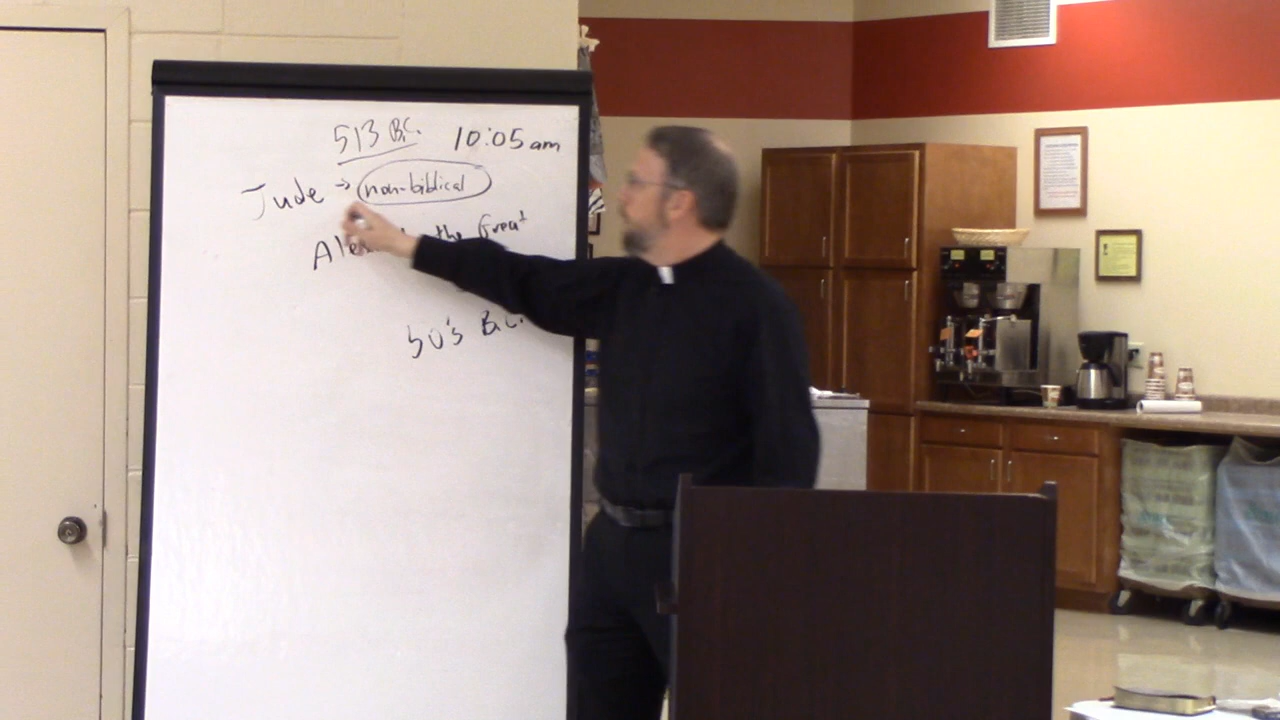 513 B.C. 10:05 am
Jude → non-biblical
the Great
50's B.C.